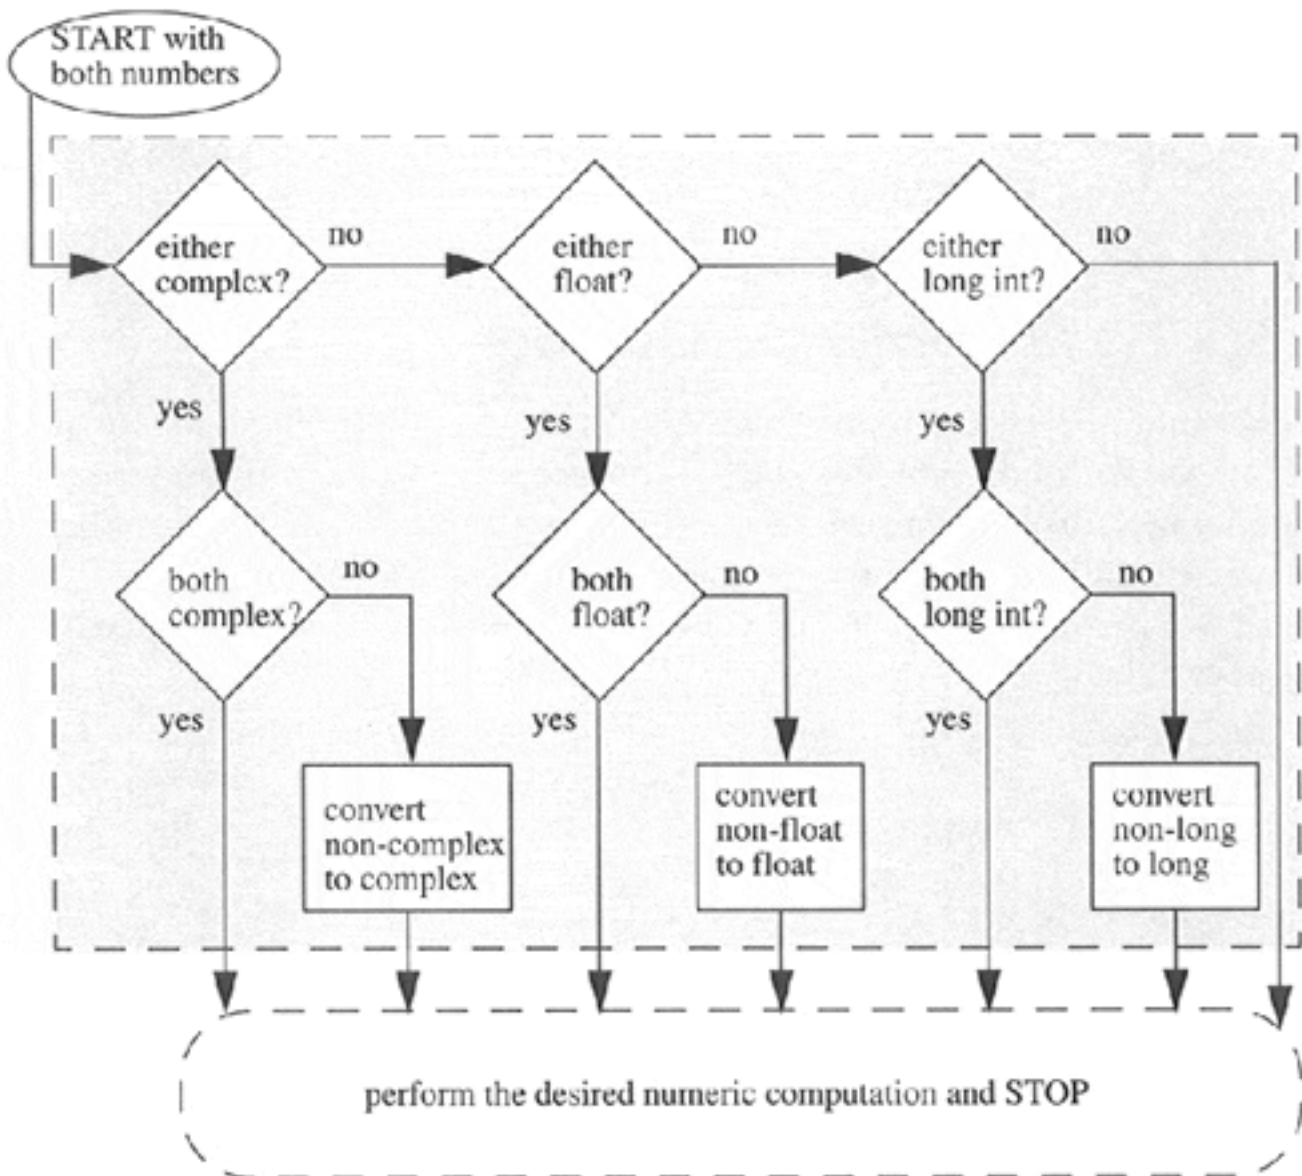 START with
both numbers
either
complex?
no
either
float?
no
either
long int?
no
yes
yes
yes
both
complex?
no
both
float?
no
both
long int?
no
yes
yes
yes
convert
non-complex
to complex
convert
non-float
to float
convert
non-long
to long
perform the desired numeric computation and STOP